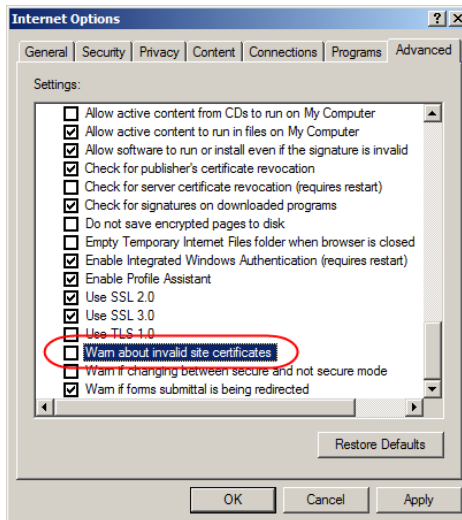 Internet Options
General Security Privacy Content Connections Programs Advanced
Settings:
Allow active content from CDs to run on My Computer
Allow active content to run in files on My Computer
Allow software to run or install even if the signature is invalid
Check for publisher's certificate revocation
Check for server certificate revocation (requires restart)
Check for signatures on downloaded programs
Do not save encrypted pages to disk
Empty Temporary Internet Files folder when browser is closed
Enable Integrated Windows Authentication (requires restart)
Enable Profile Assistant
Use SSL 2.0
Use SSL 3.0
Use TLS 1.0
Warn about invalid site certificates
Warn if changing between secure and not secure mode
Warn if forms submittal is being redirected
Restore Defaults
OK Cancel Apply